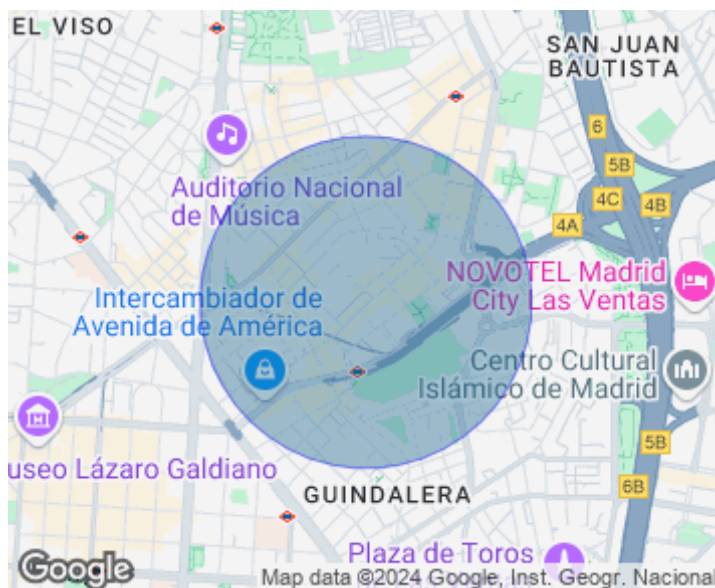 EL VISO
SAN JUAN
BAUTISTA
6
5B
4C
4B
4A
Auditorio Nacional
de Música
NOVOTEL Madrid
City Las Ventas
Intercambiador de
Avenida de América
Centro Cultural
Islámico de Madrid
useo Lázaro Galdiano
5B
6B
GUINDALERA
Plaza de Toros
Google
Map data ©2024 Google, Inst. Geogr. Nacional